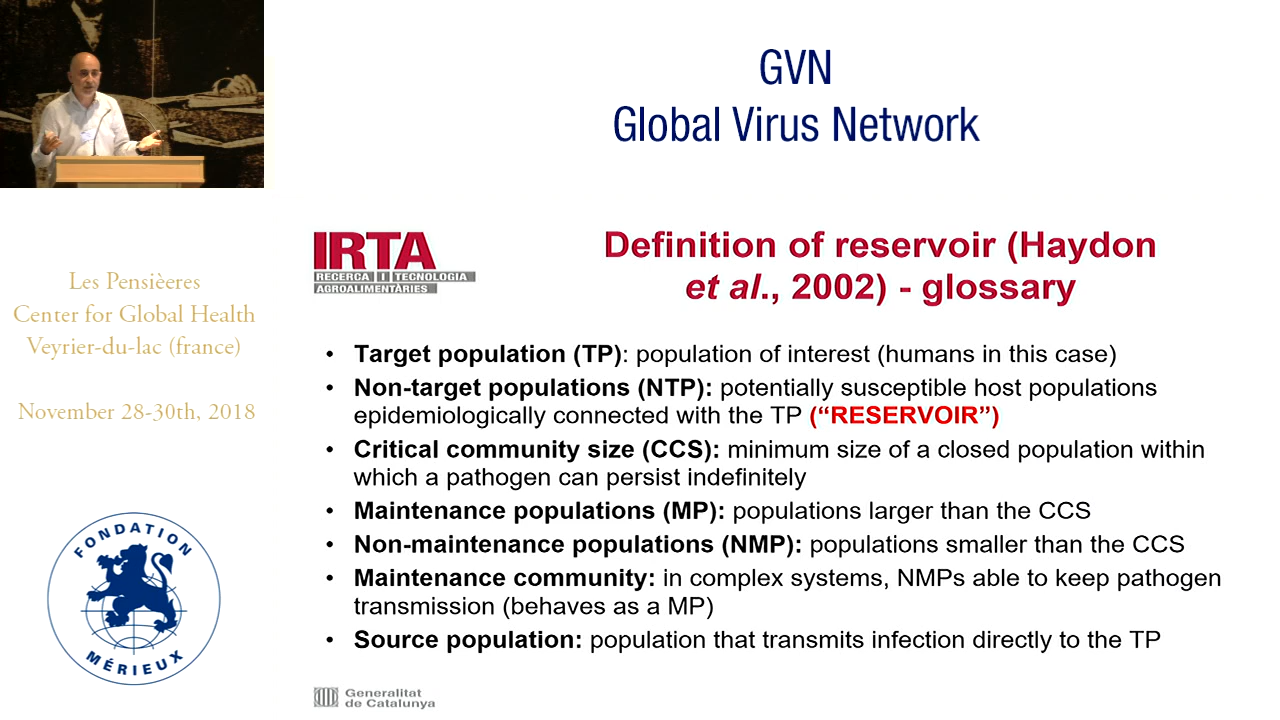 GVN
Global Virus Network
Les Pensièeres
Center for Global Health
Veyrier-du-lac (france)
November 28-30th, 2018
FONDATION
MÉRIEUX
IRTA
RECERCA I TECNOLOGIA
AGROALIMENTÀRIES
Definition of reservoir (Haydon
et al., 2002) - glossary
• Target population (TP): population of interest (humans in this case)
• Non-target populations (NTP): potentially susceptible host populations
epidemiologically connected with the TP (“RESERVOIR”)
• Critical community size (CCS): minimum size of a closed population within
which a pathogen can persist indefinitely
• Maintenance populations (MP): populations larger than the CCS
• Non-maintenance populations (NMP): populations smaller than the CCS
• Maintenance community: in complex systems, NMPs able to keep pathogen
transmission (behaves as a MP)
• Source population: population that transmits infection directly to the TP
Generalitat
de Catalunya